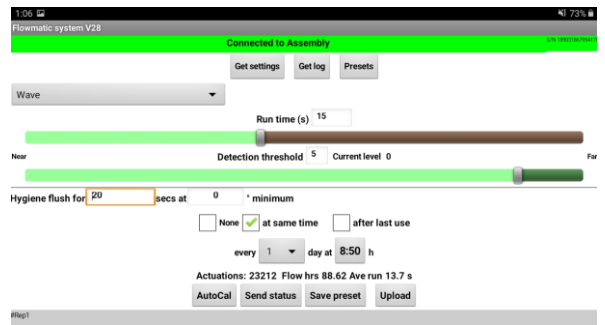 1:06 73%
Flowmatic system V28
Connected to Assembly
Get settings Get log Presets
Wave
Run time (s) 15
Near Detection threshold 5 Current level 0 Far
Hygiene flush for 20 secs at 0 ° minimum
None at same time after last use
every 1 day at 8:50 h
Actuations: 23212 Flow hrs 88.62 Ave run 13.7 s
AutoCal Send status Save preset Upload
#Rep1